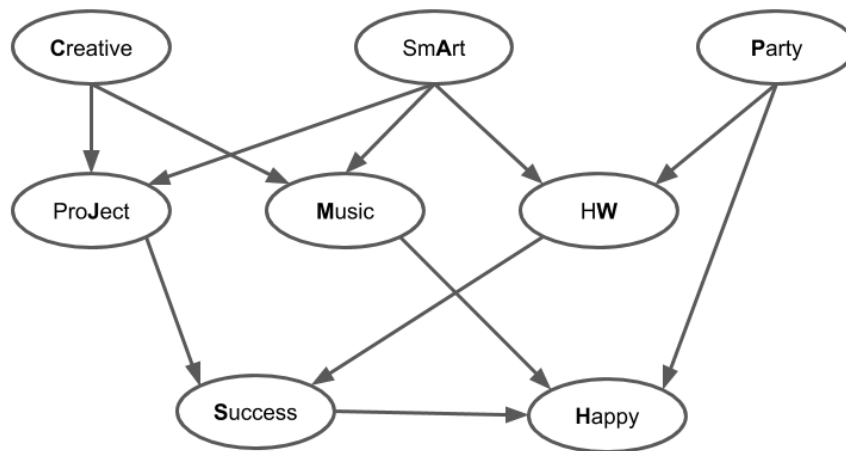 Creative
SmArt
Party
ProJect
Music
HW
Success
Happy